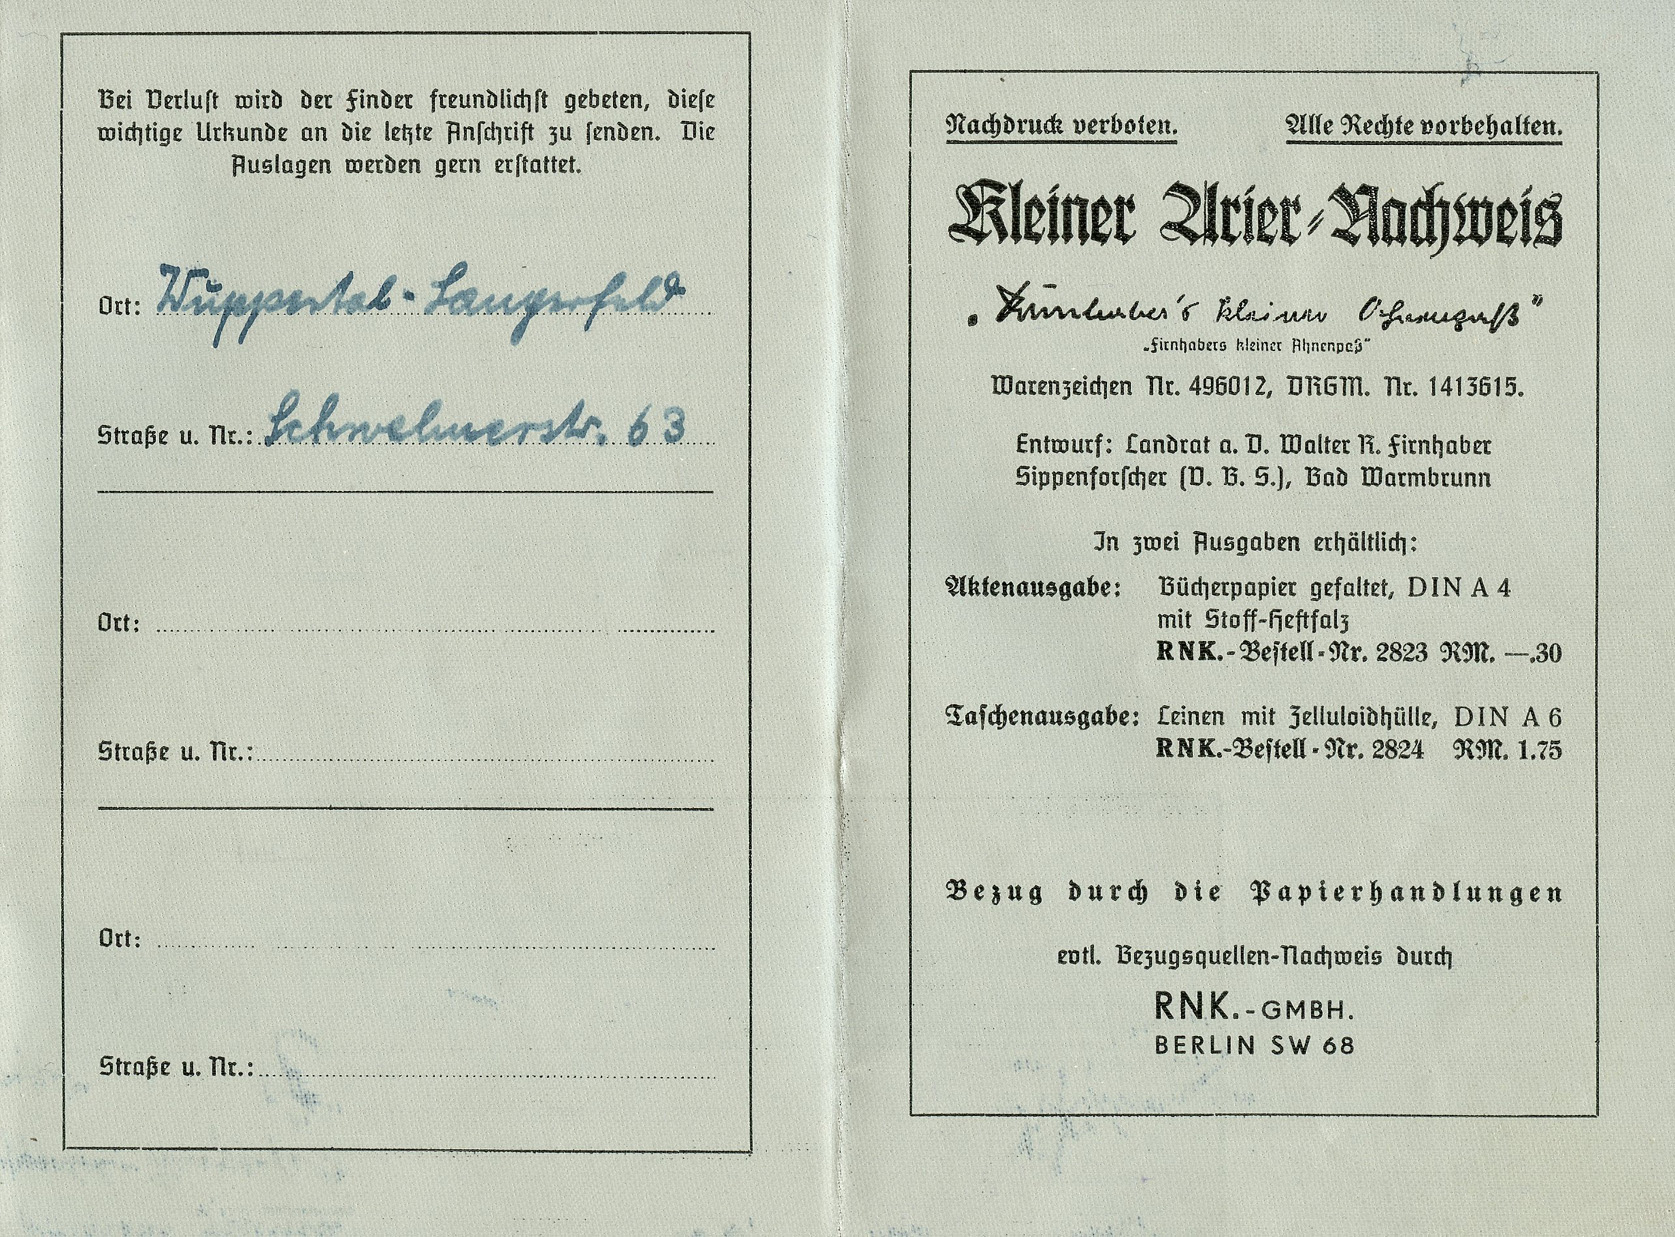 Bei Verlust wird der Finder freundlichst gebeten, diese
wichtige Urkunde an die letzte Anschrift zu senden. Die
Auslagen werden gern erstattet.
Ort: Wuppertal-Langerfeld
Straße u. Nr.: Schwelmerstr. 63
Ort:
Straße u. Nr.:
Ort:
Straße u. Nr.:
Nachdruck verboten. Alle Rechte vorbehalten.
Kleiner Arier-Nachweis
„Firnhaber's kleiner Ahnenpaß"
„Firnhabers kleiner Ahnenpaß"
Warenzeichen Nr. 496012, DRGM. Nr. 1413615.
Entwurf: Landrat a. D. Walter R. Firnhaber
Sippenforscher (V. B. S.), Bad Warmbrunn
In zwei Ausgaben erhältlich:
Aktenausgabe: Bücherpapier gefaltet, DIN A 4
mit Stoff-Heftfalz
RNK.-Bestell-Nr. 2823 RM. —.30
Taschenausgabe: Leinen mit Zelluloidhülle, DIN A 6
RNK.-Bestell-Nr. 2824 RM. 1.75
Bezug durch die Papierhandlungen
evtl. Bezugsquellen-Nachweis durch
RNK.-GMBH.
BERLIN SW 68